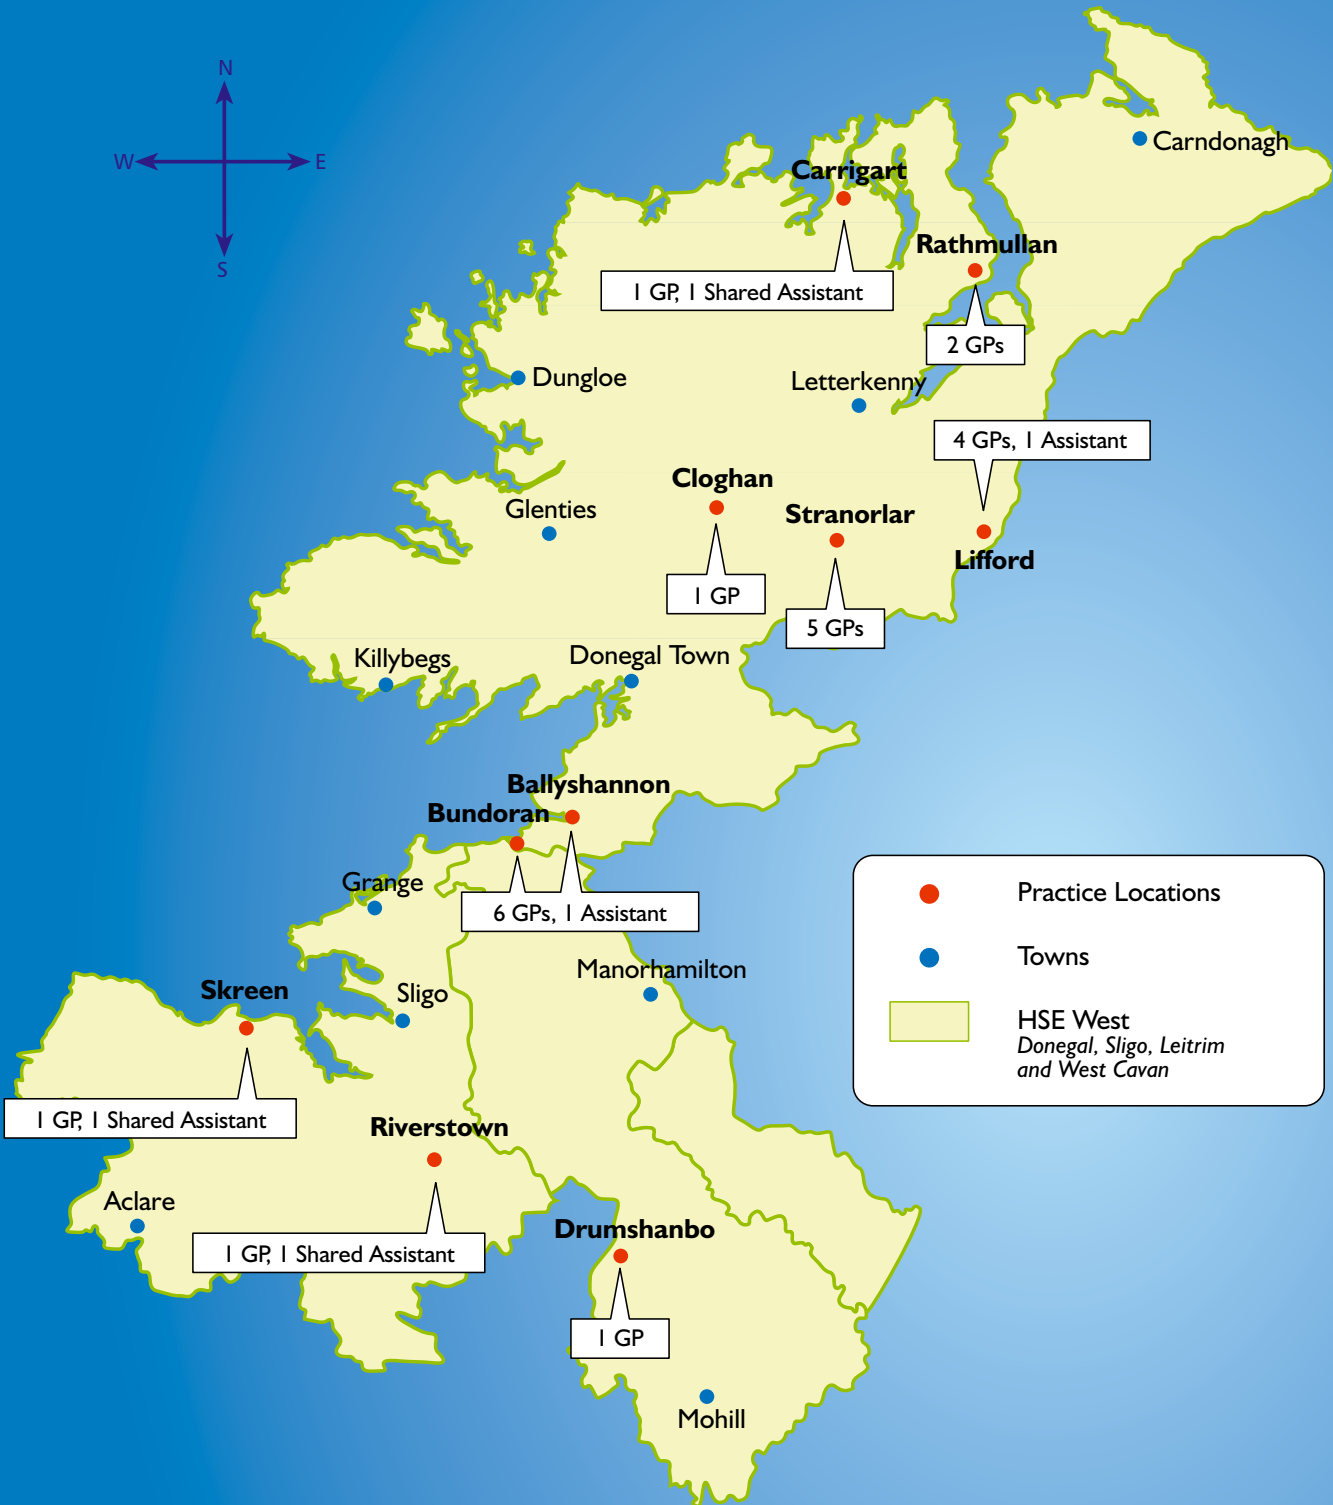 N
W
E
S
Carndonagh
Carrigart
Rathmullan
1 GP, 1 Shared Assistant
2 GPs
Dungloe
Letterkenny
4 GPs, 1 Assistant
Cloghan
Glenties
Stranorlar
Lifford
1 GP
5 GPs
Killybegs
Donegal Town
Ballyshannon
Bundoran
Grange
6 GPs, 1 Assistant
Practice Locations
Towns
HSE West
Donegal, Sligo, Leitrim
and West Cavan
Manorhamilton
Skreen
Sligo
1 GP, 1 Shared Assistant
Riverstown
Aclare
Drumshanbo
1 GP, 1 Shared Assistant
1 GP
Mohill